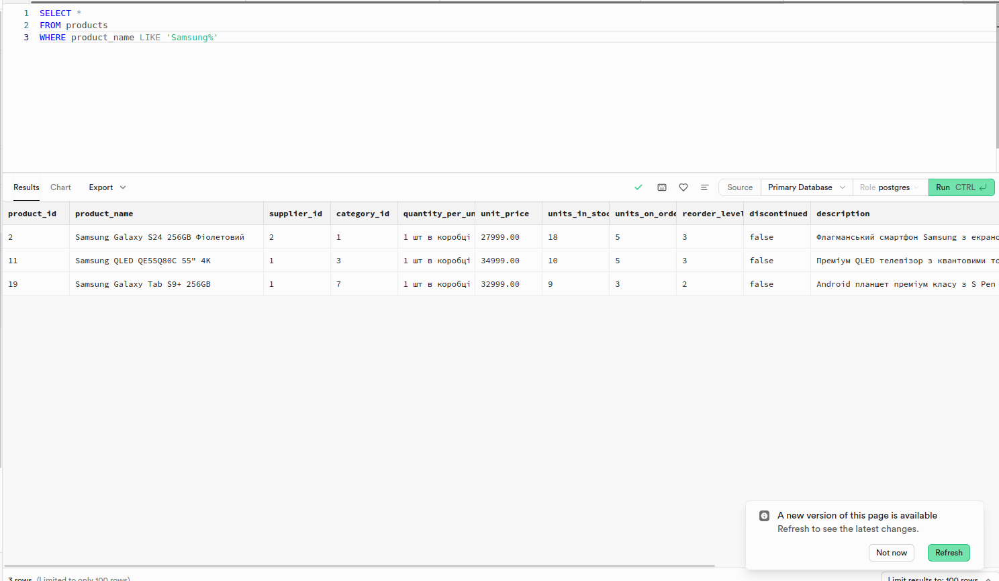 1 SELECT *
2 FROM products
3 WHERE product_name LIKE 'Samsung%'
Results Chart Export Source Primary Database Role postgres Run CTRL
product_id product_name supplier_id category_id quantity_per_un unit_price units_in_stoc units_on_orde reorder_level discontinued description
2 Samsung Galaxy S24 256GB Фіолетовий 2 1 1 шт в коробці 27999.00 18 5 3 false Флагманський смартфон Samsung з екрано
11 Samsung QLED QE55Q80C 55" 4K 1 3 1 шт в коробці 34999.00 10 5 3 false Преміум QLED телевізор з квантовими то
19 Samsung Galaxy Tab S9+ 256GB 1 7 1 шт в коробці 32999.00 9 3 2 false Android планшет преміум класу з S Pen
A new version of this page is available
Refresh to see the latest changes.
Not now Refresh
3 rows (Limited to only 100 rows) Limit results to: 100 rows